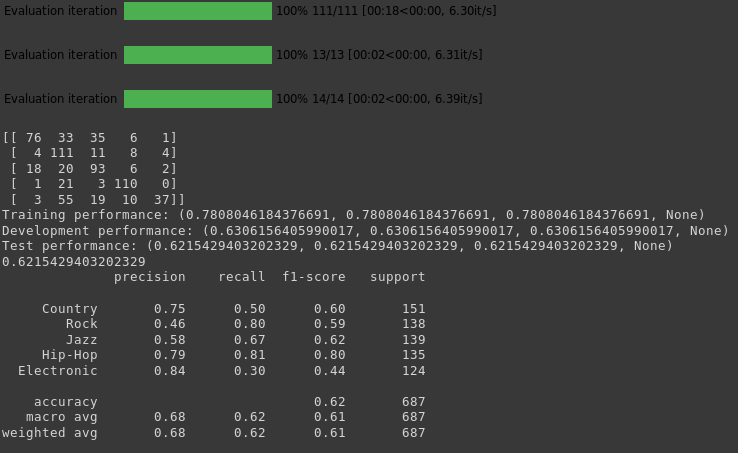 Evaluation iteration 100% 111/111 [00:18<00:00, 6.30it/s]
Evaluation iteration 100% 13/13 [00:02<00:00, 6.31it/s]
Evaluation iteration 100% 14/14 [00:02<00:00, 6.39it/s]
[[ 76  33  35   6   1]
 [  4 111  11   8   4]
 [ 18  20  93   6   2]
 [  1  21   3 110   0]
 [  3  55  19  10  37]]
Training performance: (0.7808046184376691, 0.7808046184376691, 0.7808046184376691, None)
Development performance: (0.6306156405990017, 0.6306156405990017, 0.6306156405990017, None)
Test performance: (0.6215429403202329, 0.6215429403202329, 0.6215429403202329, None)
0.6215429403202329
              precision    recall  f1-score   support
     Country       0.75      0.50      0.60       151
        Rock       0.46      0.80      0.59       138
        Jazz       0.58      0.67      0.62       139
     Hip-Hop       0.79      0.81      0.80       135
  Electronic       0.84      0.30      0.44       124
    accuracy                           0.62       687
   macro avg       0.68      0.62      0.61       687
weighted avg       0.68      0.62      0.61       687